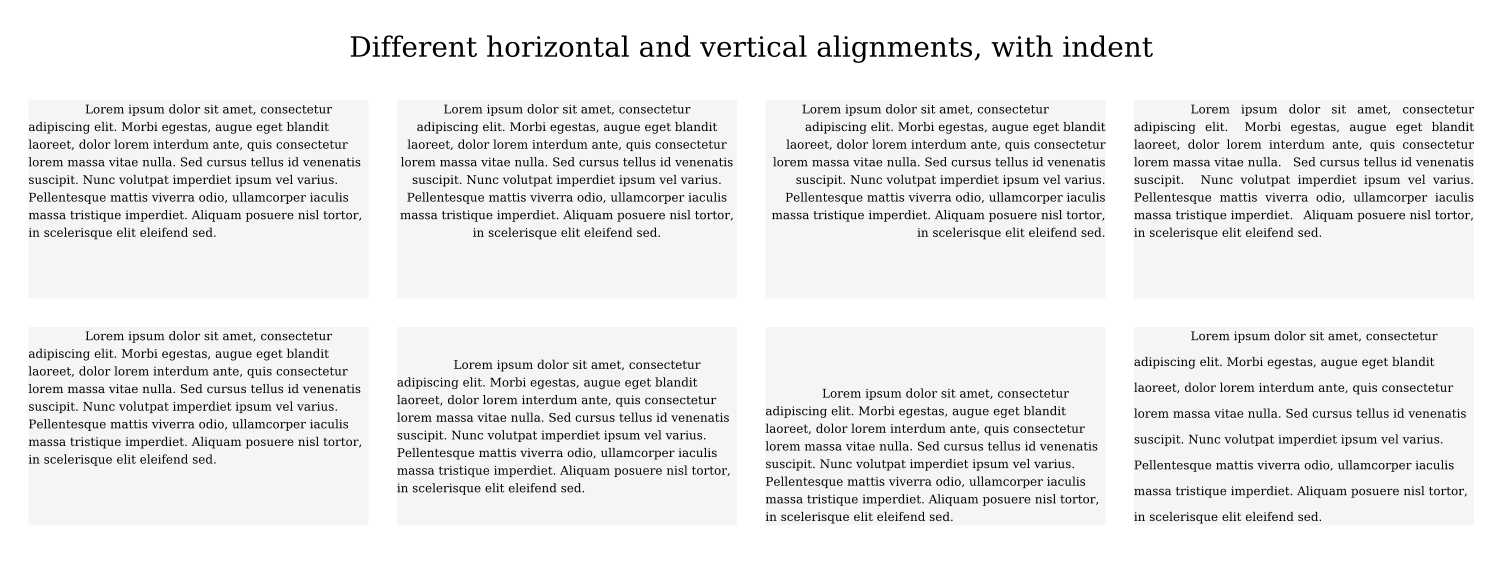 Different horizontal and vertical alignments, with indent
Lorem ipsum dolor sit amet, consectetur
adipiscing elit. Morbi egestas, augue eget blandit
laoreet, dolor lorem interdum ante, quis consectetur
lorem massa vitae nulla. Sed cursus tellus id venenatis
suscipit. Nunc volutpat imperdiet ipsum vel varius.
Pellentesque mattis viverra odio, ullamcorper iaculis
massa tristique imperdiet. Aliquam posuere nisl tortor,
in scelerisque elit eleifend sed.
Lorem ipsum dolor sit amet, consectetur
adipiscing elit. Morbi egestas, augue eget blandit
laoreet, dolor lorem interdum ante, quis consectetur
lorem massa vitae nulla. Sed cursus tellus id venenatis
suscipit. Nunc volutpat imperdiet ipsum vel varius.
Pellentesque mattis viverra odio, ullamcorper iaculis
massa tristique imperdiet. Aliquam posuere nisl tortor,
in scelerisque elit eleifend sed.
Lorem ipsum dolor sit amet, consectetur
adipiscing elit. Morbi egestas, augue eget blandit
laoreet, dolor lorem interdum ante, quis consectetur
lorem massa vitae nulla. Sed cursus tellus id venenatis
suscipit. Nunc volutpat imperdiet ipsum vel varius.
Pellentesque mattis viverra odio, ullamcorper iaculis
massa tristique imperdiet. Aliquam posuere nisl tortor,
in scelerisque elit eleifend sed.
Lorem ipsum dolor sit amet, consectetur
adipiscing elit. Morbi egestas, augue eget blandit
laoreet, dolor lorem interdum ante, quis consectetur
lorem massa vitae nulla. Sed cursus tellus id venenatis
suscipit. Nunc volutpat imperdiet ipsum vel varius.
Pellentesque mattis viverra odio, ullamcorper iaculis
massa tristique imperdiet. Aliquam posuere nisl tortor,
in scelerisque elit eleifend sed.
Lorem ipsum dolor sit amet, consectetur
adipiscing elit. Morbi egestas, augue eget blandit
laoreet, dolor lorem interdum ante, quis consectetur
lorem massa vitae nulla. Sed cursus tellus id venenatis
suscipit. Nunc volutpat imperdiet ipsum vel varius.
Pellentesque mattis viverra odio, ullamcorper iaculis
massa tristique imperdiet. Aliquam posuere nisl tortor,
in scelerisque elit eleifend sed.
Lorem ipsum dolor sit amet, consectetur
adipiscing elit. Morbi egestas, augue eget blandit
laoreet, dolor lorem interdum ante, quis consectetur
lorem massa vitae nulla. Sed cursus tellus id venenatis
suscipit. Nunc volutpat imperdiet ipsum vel varius.
Pellentesque mattis viverra odio, ullamcorper iaculis
massa tristique imperdiet. Aliquam posuere nisl tortor,
in scelerisque elit eleifend sed.
Lorem ipsum dolor sit amet, consectetur
adipiscing elit. Morbi egestas, augue eget blandit
laoreet, dolor lorem interdum ante, quis consectetur
lorem massa vitae nulla. Sed cursus tellus id venenatis
suscipit. Nunc volutpat imperdiet ipsum vel varius.
Pellentesque mattis viverra odio, ullamcorper iaculis
massa tristique imperdiet. Aliquam posuere nisl tortor,
in scelerisque elit eleifend sed.
Lorem ipsum dolor sit amet, consectetur
adipiscing elit. Morbi egestas, augue eget blandit
laoreet, dolor lorem interdum ante, quis consectetur
lorem massa vitae nulla. Sed cursus tellus id venenatis
suscipit. Nunc volutpat imperdiet ipsum vel varius.
Pellentesque mattis viverra odio, ullamcorper iaculis
massa tristique imperdiet. Aliquam posuere nisl tortor,
in scelerisque elit eleifend sed.